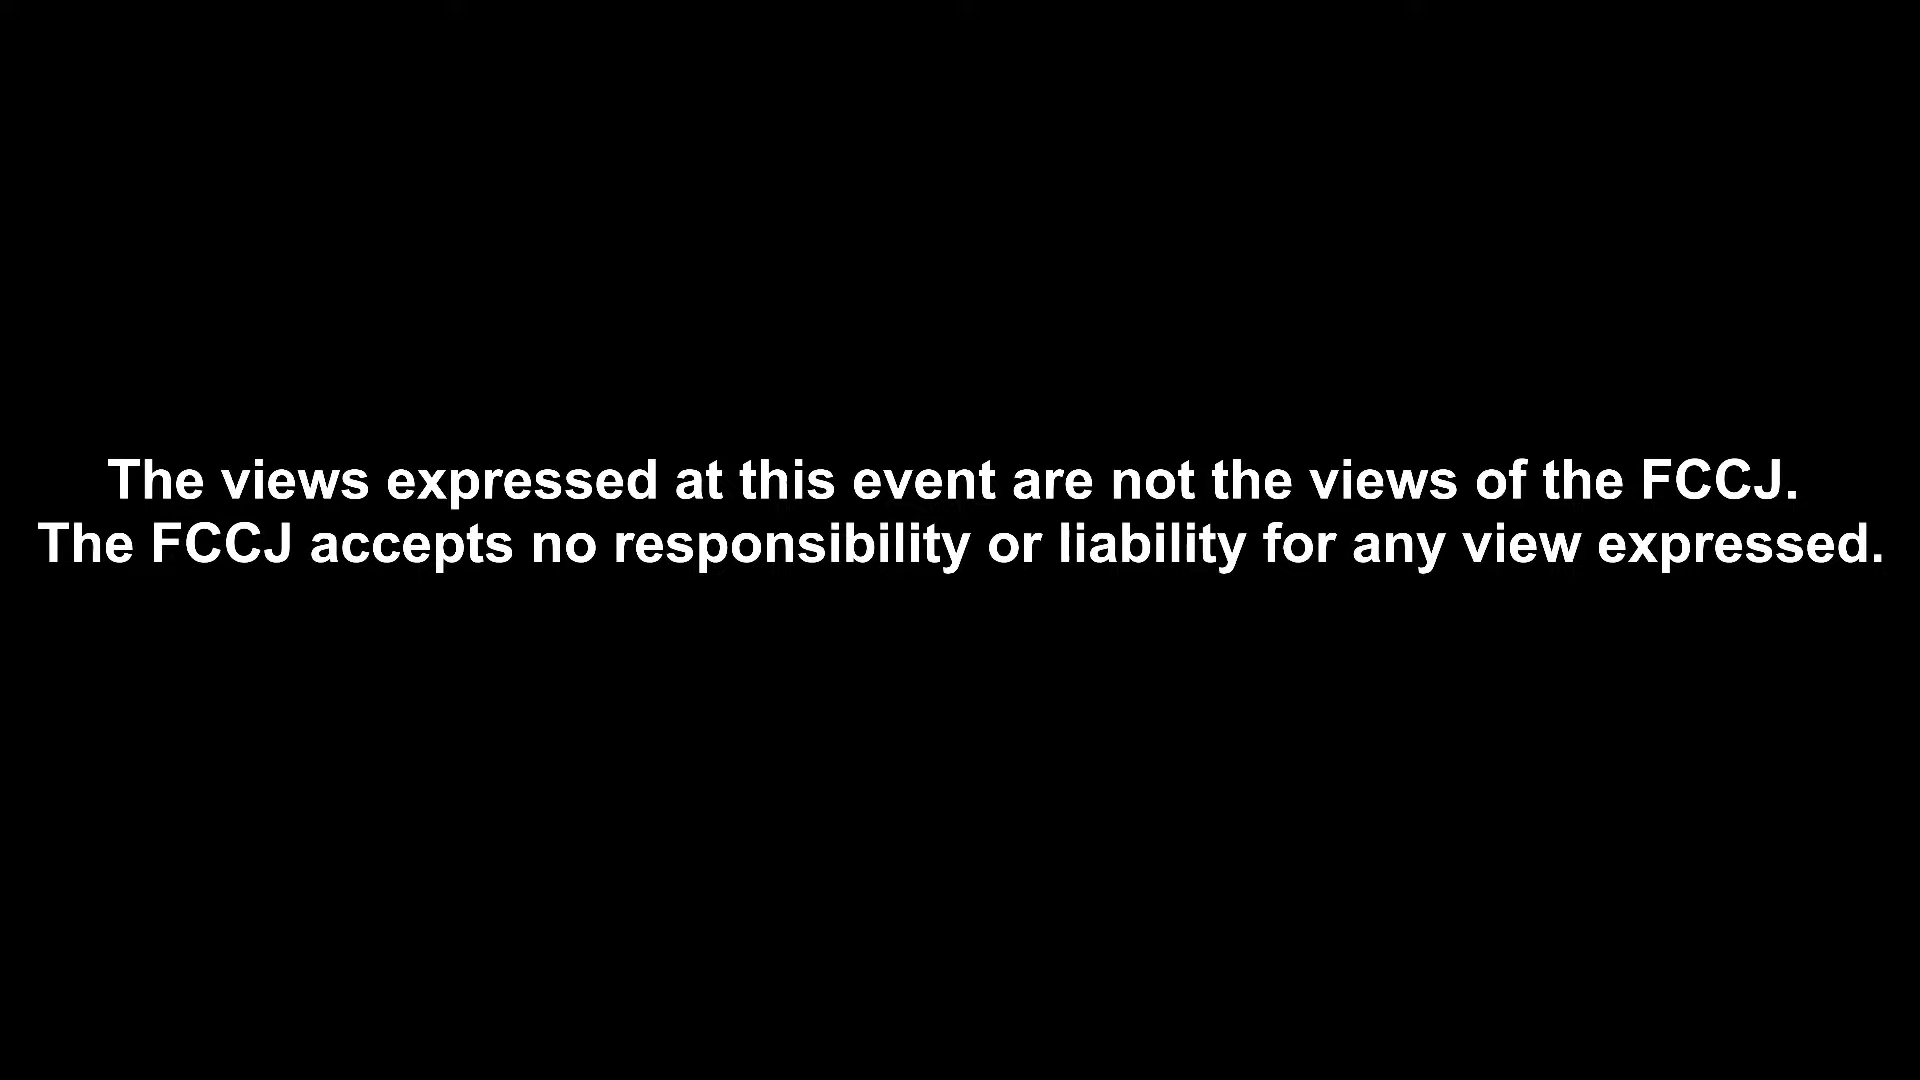 The views expressed at this event are not the views of the FCCJ.
The FCCJ accepts no responsibility or liability for any view expressed.